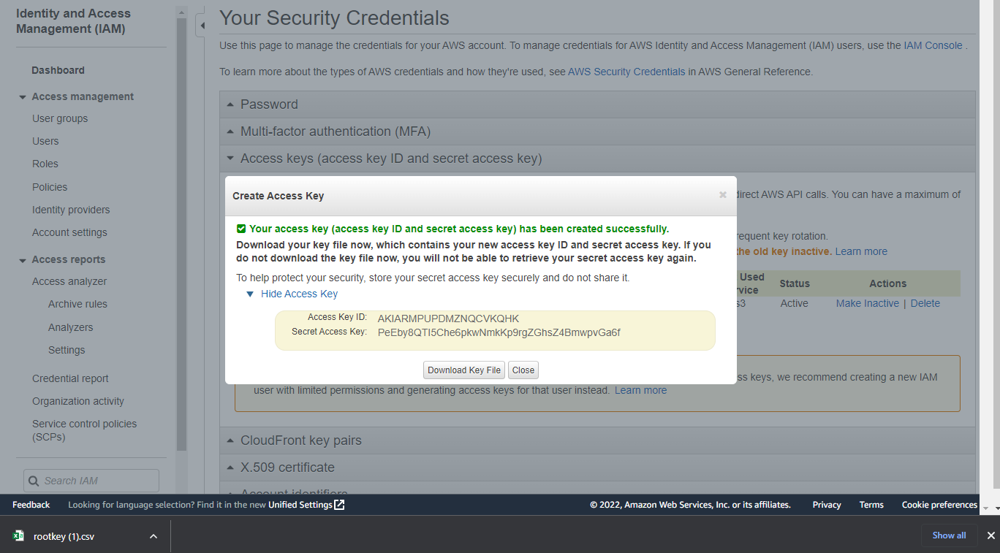 Identity and Access
Management (IAM)
Dashboard
Access management
User groups
Users
Roles
Policies
Identity providers
Account settings
Access reports
Access analyzer
Archive rules
Analyzers
Settings
Credential report
Organization activity
Service control policies
(SCPs)
Search IAM
Your Security Credentials
Use this page to manage the credentials for your AWS account. To manage credentials for AWS Identity and Access Management (IAM) users, use the IAM Console .
To learn more about the types of AWS credentials and how they're used, see AWS Security Credentials in AWS General Reference.
Password
Multi-factor authentication (MFA)
Access keys (access key ID and secret access key)
direct AWS API calls. You can have a maximum of
requent key rotation.
the old key inactive. Learn more
Used
vice
Status
Actions
s3
Active
Make Inactive | Delete
Create Access Key
Your access key (access key ID and secret access key) has been created successfully.
Download your key file now, which contains your new access key ID and secret access key. If you
do not download the key file now, you will not be able to retrieve your secret access key again.
To help protect your security, store your secret access key securely and do not share it.
Hide Access Key
Access Key ID: AKIARMPUPDMZNQCVKQHK
Secret Access Key: PeEby8QTI5Che6pkwNmkKp9rgZGhsZ4BmwpvGa6f
Download Key File
Close
ss keys, we recommend creating a new IAM
user with limited permissions and generating access keys for that user instead. Learn more
CloudFront key pairs
X.509 certificate
Account identifiers
Feedback
Looking for language selection? Find it in the new Unified Settings
© 2022, Amazon Web Services, Inc. or its affiliates.
Privacy
Terms
Cookie preferences
rootkey (1).csv
Show all